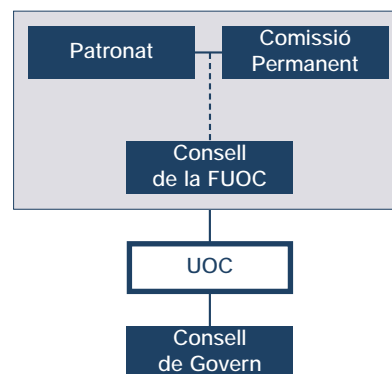 Patronat
Comissió
Permanent
Consell
de la FUOC
UOC
Consell
de Govern